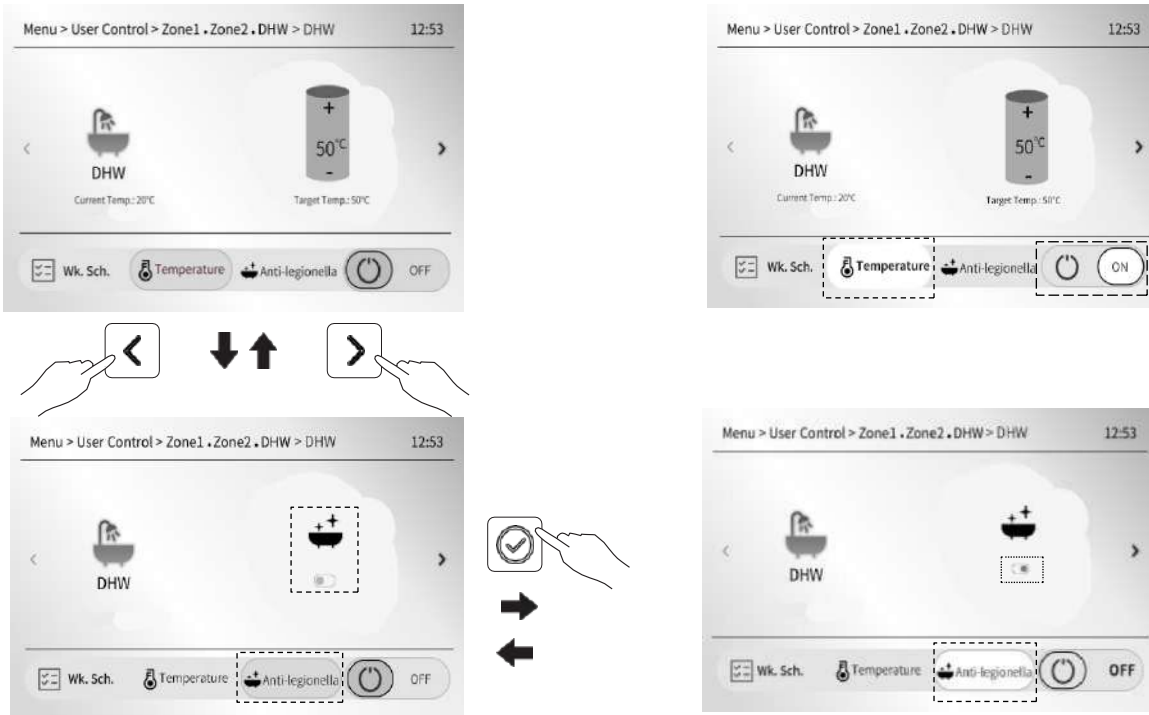 Menu > User Control > Zone1 • Zone2 • DHW > DHW 12:53
+
50°C
-
DHW
Current Temp.: 20°C Target Temp.: 50°C
Wk. Sch. Temperature Anti-legionella OFF
Menu > User Control > Zone1 • Zone2 • DHW > DHW 12:53
+
50°C
-
DHW
Current Temp.: 20°C Target Temp.: 50°C
Wk. Sch. Temperature Anti-legionella ON
Menu > User Control > Zone1 • Zone2 • DHW > DHW 12:53
DHW
Wk. Sch. Temperature Anti-legionella OFF
Menu > User Control > Zone1 • Zone2 • DHW > DHW 12:53
DHW
Wk. Sch. Temperature Anti-legionella OFF